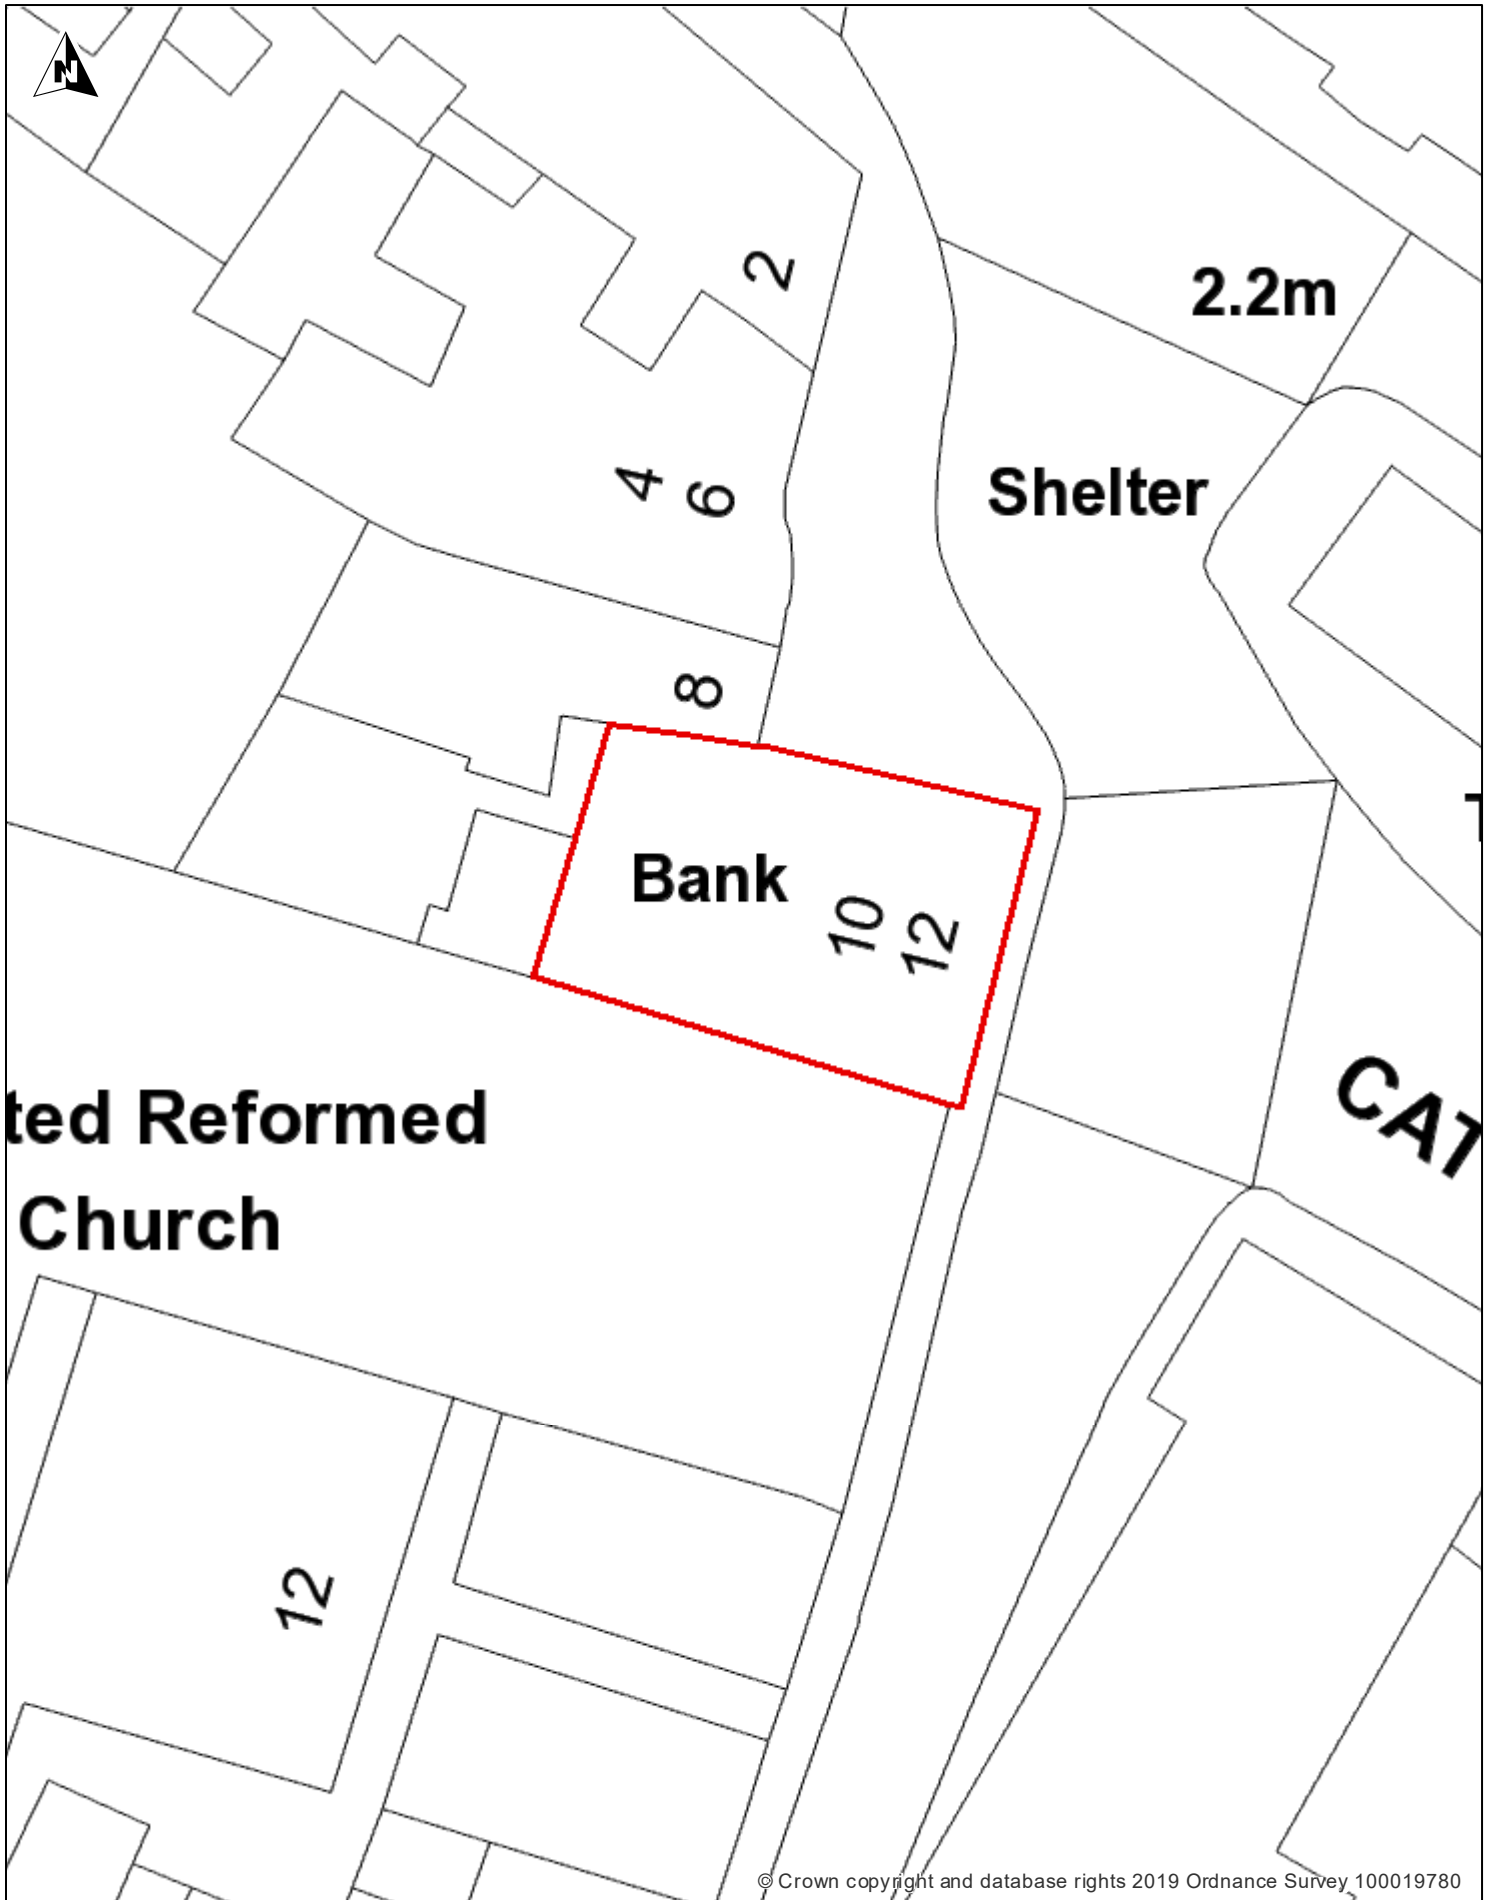 N
2
2.2m
4
6
Shelter
8
Bank
10
12
CAT
ted Reformed
Church
12
© Crown copyright and database rights 2019 Ordnance Survey 100019780